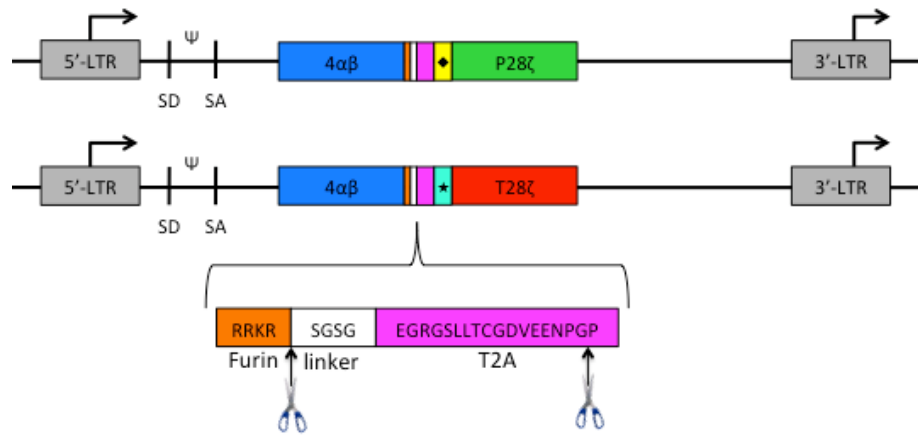 Ψ
5’-LTR 4αβ ◆ P28ζ 3’-LTR
SD SA
Ψ
5’-LTR 4αβ ★ T28ζ 3’-LTR
SD SA
RRKR SGSG EGRGSLLTCGDVEENPGP
Furin linker T2A